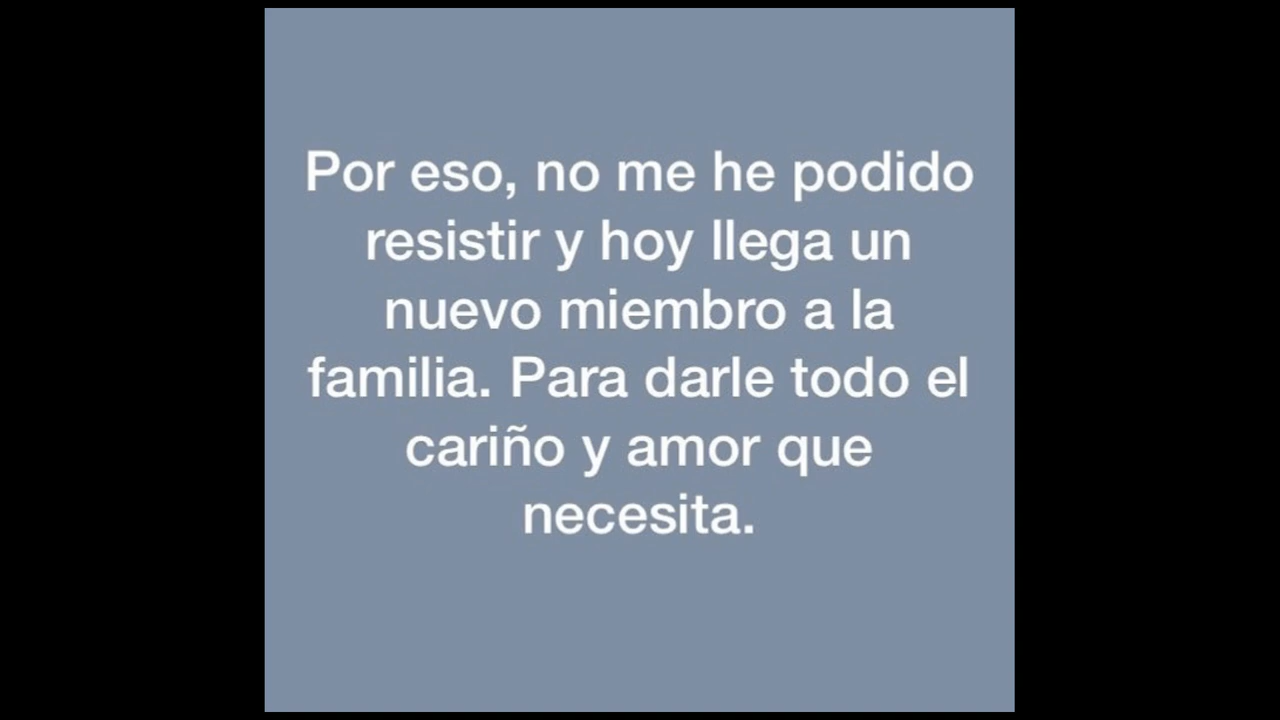 Por eso, no me he podido
resistir y hoy llega un
nuevo miembro a la
familia. Para darle todo el
cariño y amor que
necesita.